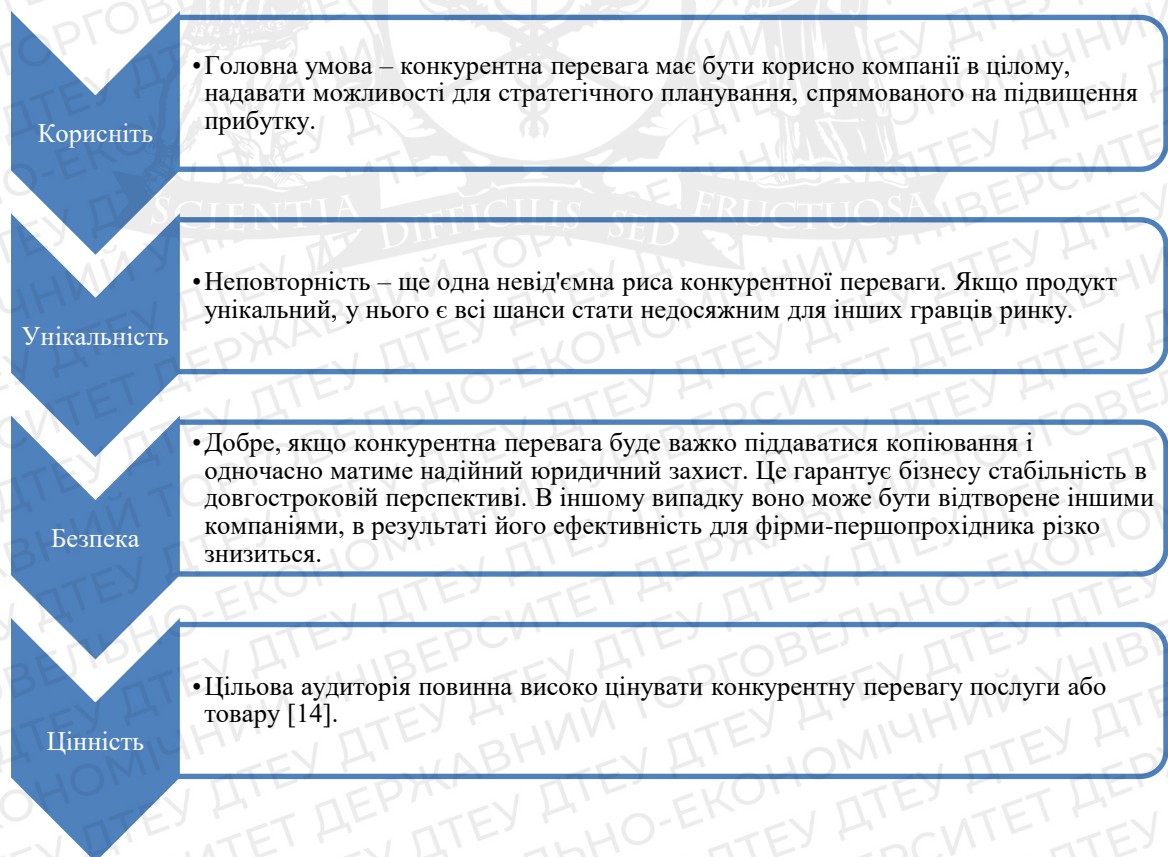 Корисніть
•Головна умова – конкурентна перевага має бути корисно компанії в цілому,
надавати можливості для стратегічного планування, спрямованого на підвищення
прибутку.
SCIENTIA DIFFICILIS SED FRUCTUOSA
Унікальність
•Неповторність – ще одна невід'ємна риса конкурентної переваги. Якщо продукт
унікальний, у нього є всі шанси стати недосяжним для інших гравців ринку.
Безпека
•Добре, якщо конкурентна перевага буде важко піддаватися копіювання і
одночасно матиме надійний юридичний захист. Це гарантує бізнесу стабільність в
довгостроковій перспективі. В іншому випадку воно може бути відтворене іншими
компаніями, в результаті його ефективність для фірми-першопрохідника різко
знизиться.
Цінність
•Цільова аудиторія повинна високо цінувати конкурентну перевагу послуги або
товару [14].